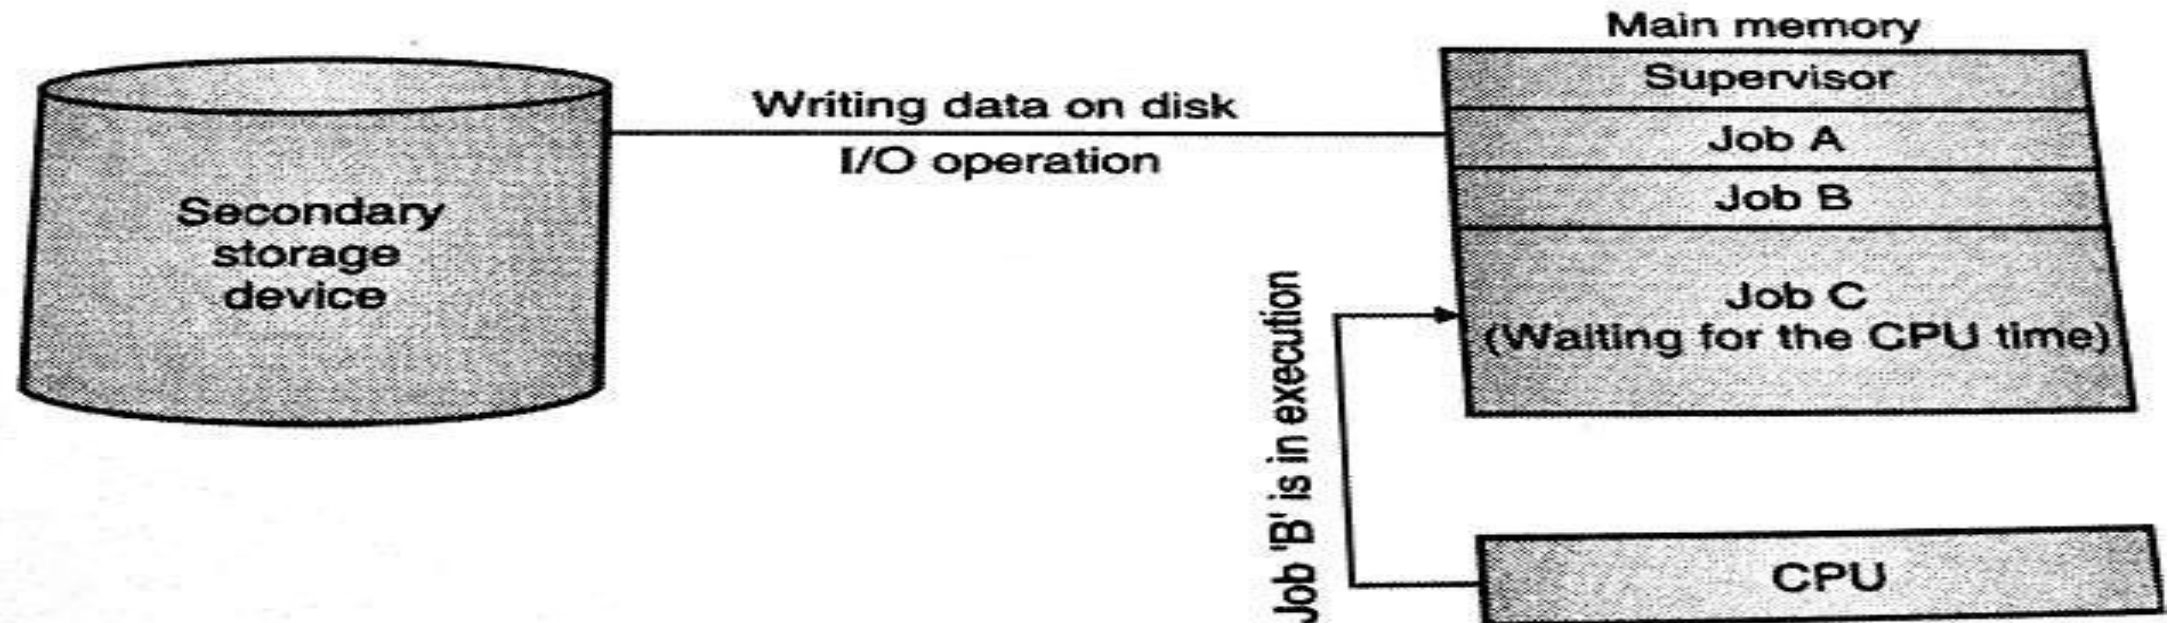 Main memory
Supervisor
Writing data on disk
Job A
I/O operation
Job B
Secondary
storage
device
Job C
(Waiting for the CPU time)
Job 'B' is in execution
CPU